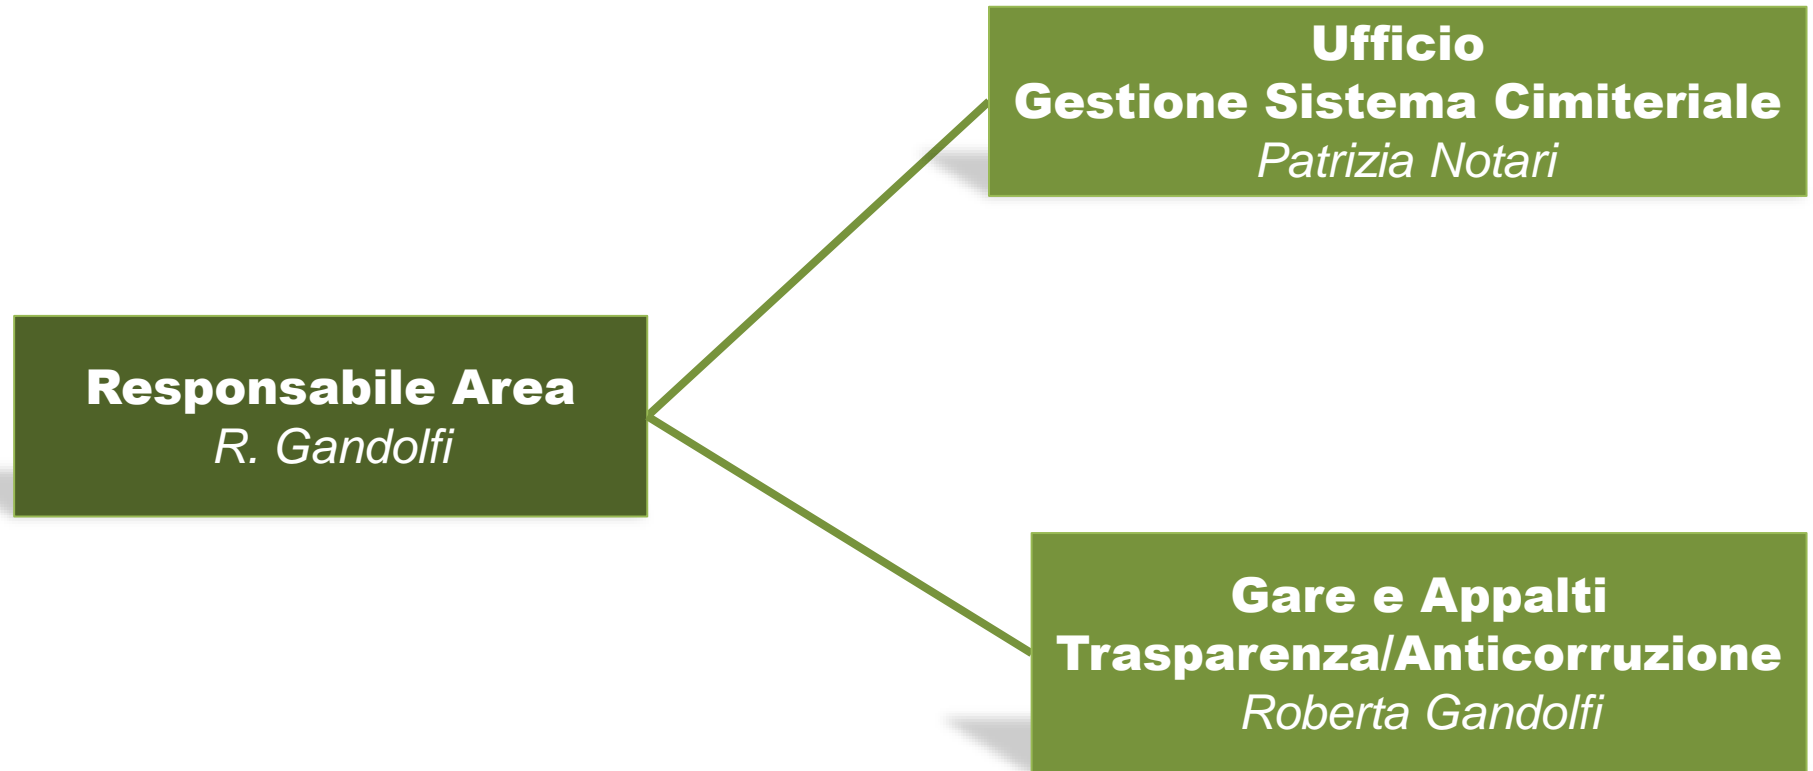 Ufficio
Gestione Sistema Cimiteriale
Patrizia Notari
Responsabile Area
R. Gandolfi
Gare e Appalti
Trasparenza/Anticorruzione
Roberta Gandolfi